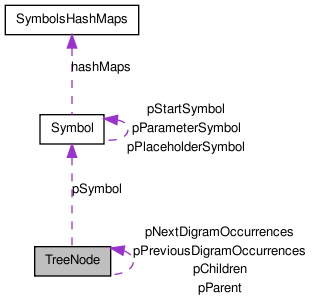 SymbolsHashMaps
hashMaps
Symbol
pStartSymbol
pParameterSymbol
pPlaceholderSymbol
pSymbol
TreeNode
pNextDigramOccurrences
pPreviousDigramOccurrences
pChildren
pParent